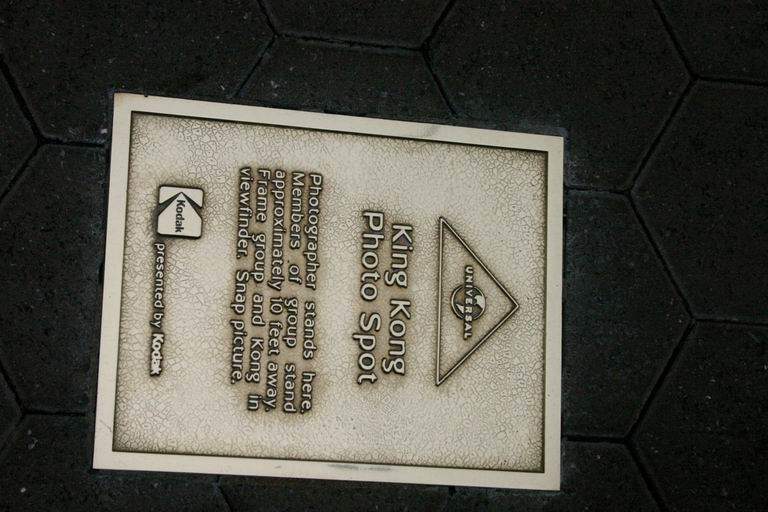 UNIVERSAL
King Kong
Photo Spot
Photographer stands here.
Members of group stand
approximately 10 feet away.
Frame group and Kong in
viewfinder. Snap picture.
Kodak presented by Kodak